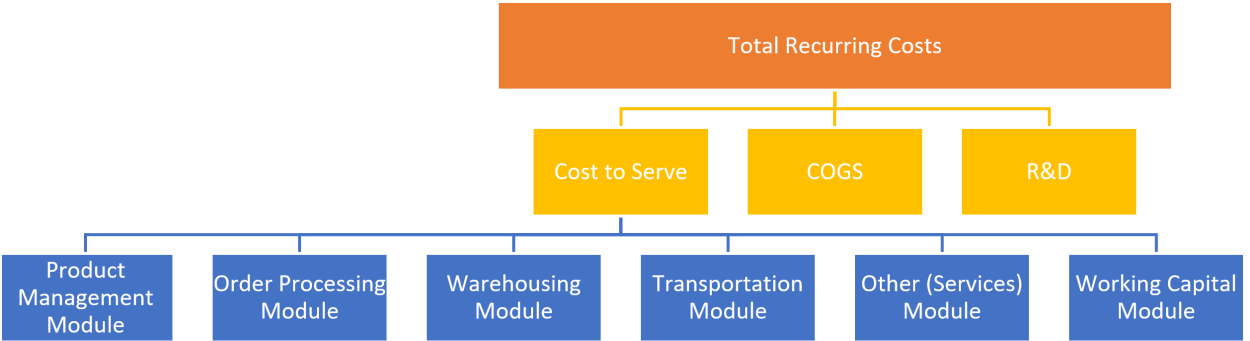 Total Recurring Costs
Cost to Serve
COGS
R&D
Product
Management
Module
Order Processing
Module
Warehousing
Module
Transportation
Module
Other (Services)
Module
Working Capital
Module